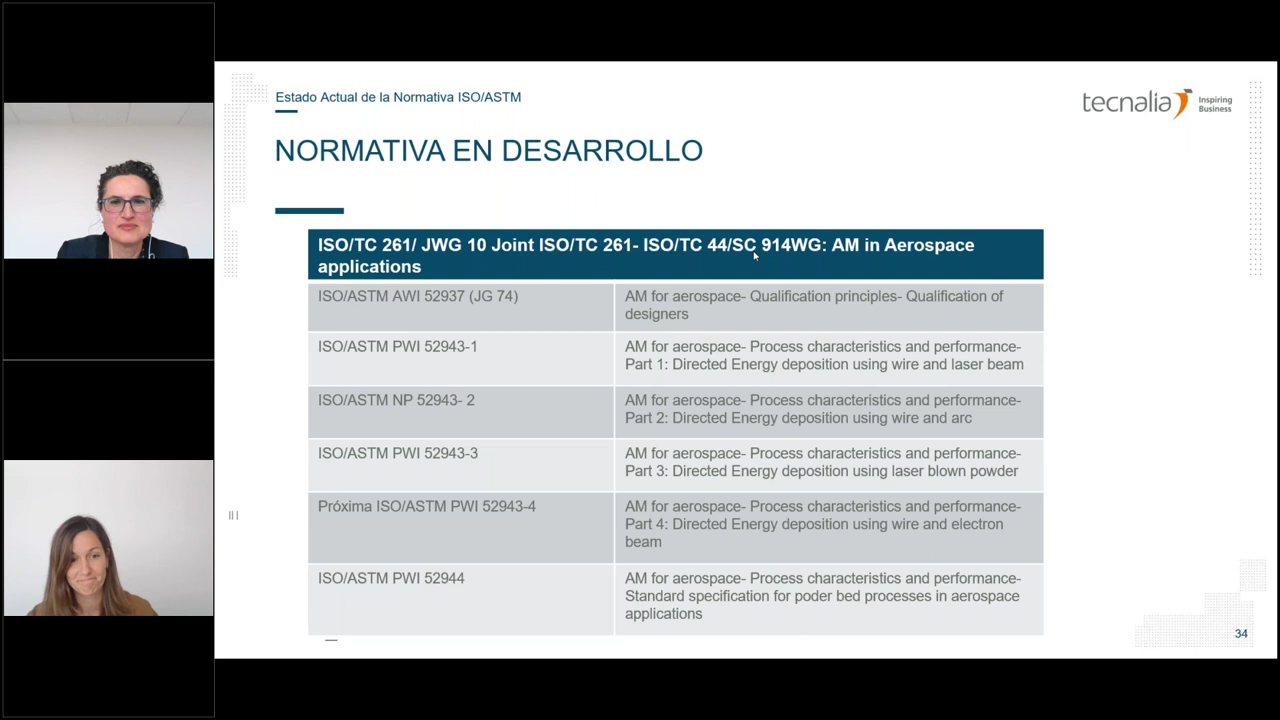 Estado Actual de la Normativa ISO/ASTM
tecnalia Inspiring
Business
NORMATIVA EN DESARROLLO
ISO/TC 261/ JWG 10 Joint ISO/TC 261- ISO/TC 44/SC 914WG: AM in Aerospace
applications
ISO/ASTM AWI 52937 (JG 74)
AM for aerospace- Qualification principles- Qualification of
designers
ISO/ASTM PWI 52943-1
AM for aerospace- Process characteristics and performance-
Part 1: Directed Energy deposition using wire and laser beam
ISO/ASTM NP 52943- 2
AM for aerospace- Process characteristics and performance-
Part 2: Directed Energy deposition using wire and arc
ISO/ASTM PWI 52943-3
AM for aerospace- Process characteristics and performance-
Part 3: Directed Energy deposition using laser blown powder
Próxima ISO/ASTM PWI 52943-4
AM for aerospace- Process characteristics and performance-
Part 4: Directed Energy deposition using wire and electron
beam
ISO/ASTM PWI 52944
AM for aerospace- Process characteristics and performance-
Standard specification for poder bed processes in aerospace
applications
34